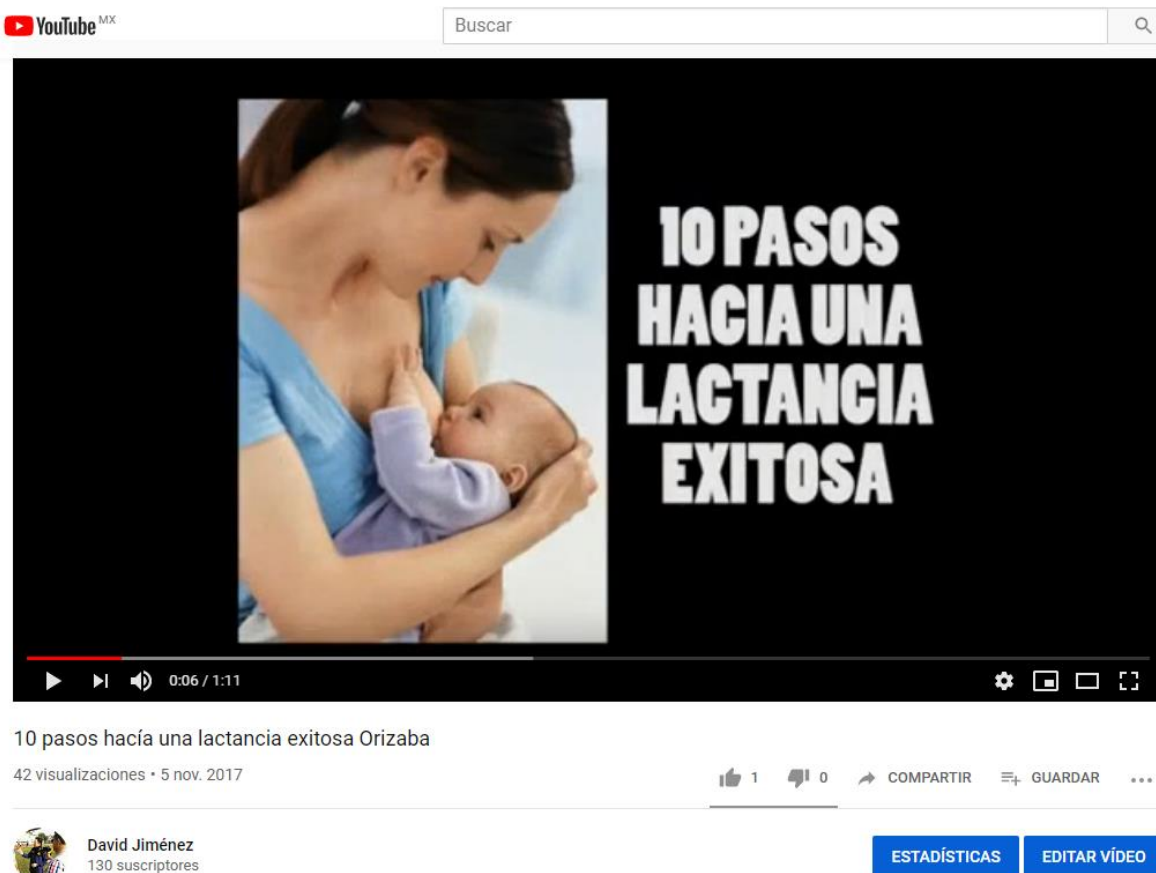 YouTube MX
Buscar
10 PASOS
HACIA UNA
LACTANCIA
EXITOSA
0:06 / 1:11
10 pasos hacía una lactancia exitosa Orizaba
42 visualizaciones • 5 nov. 2017
1 0 COMPARTIR GUARDAR
David Jiménez
130 suscriptores
ESTADÍSTICAS EDITAR VÍDEO